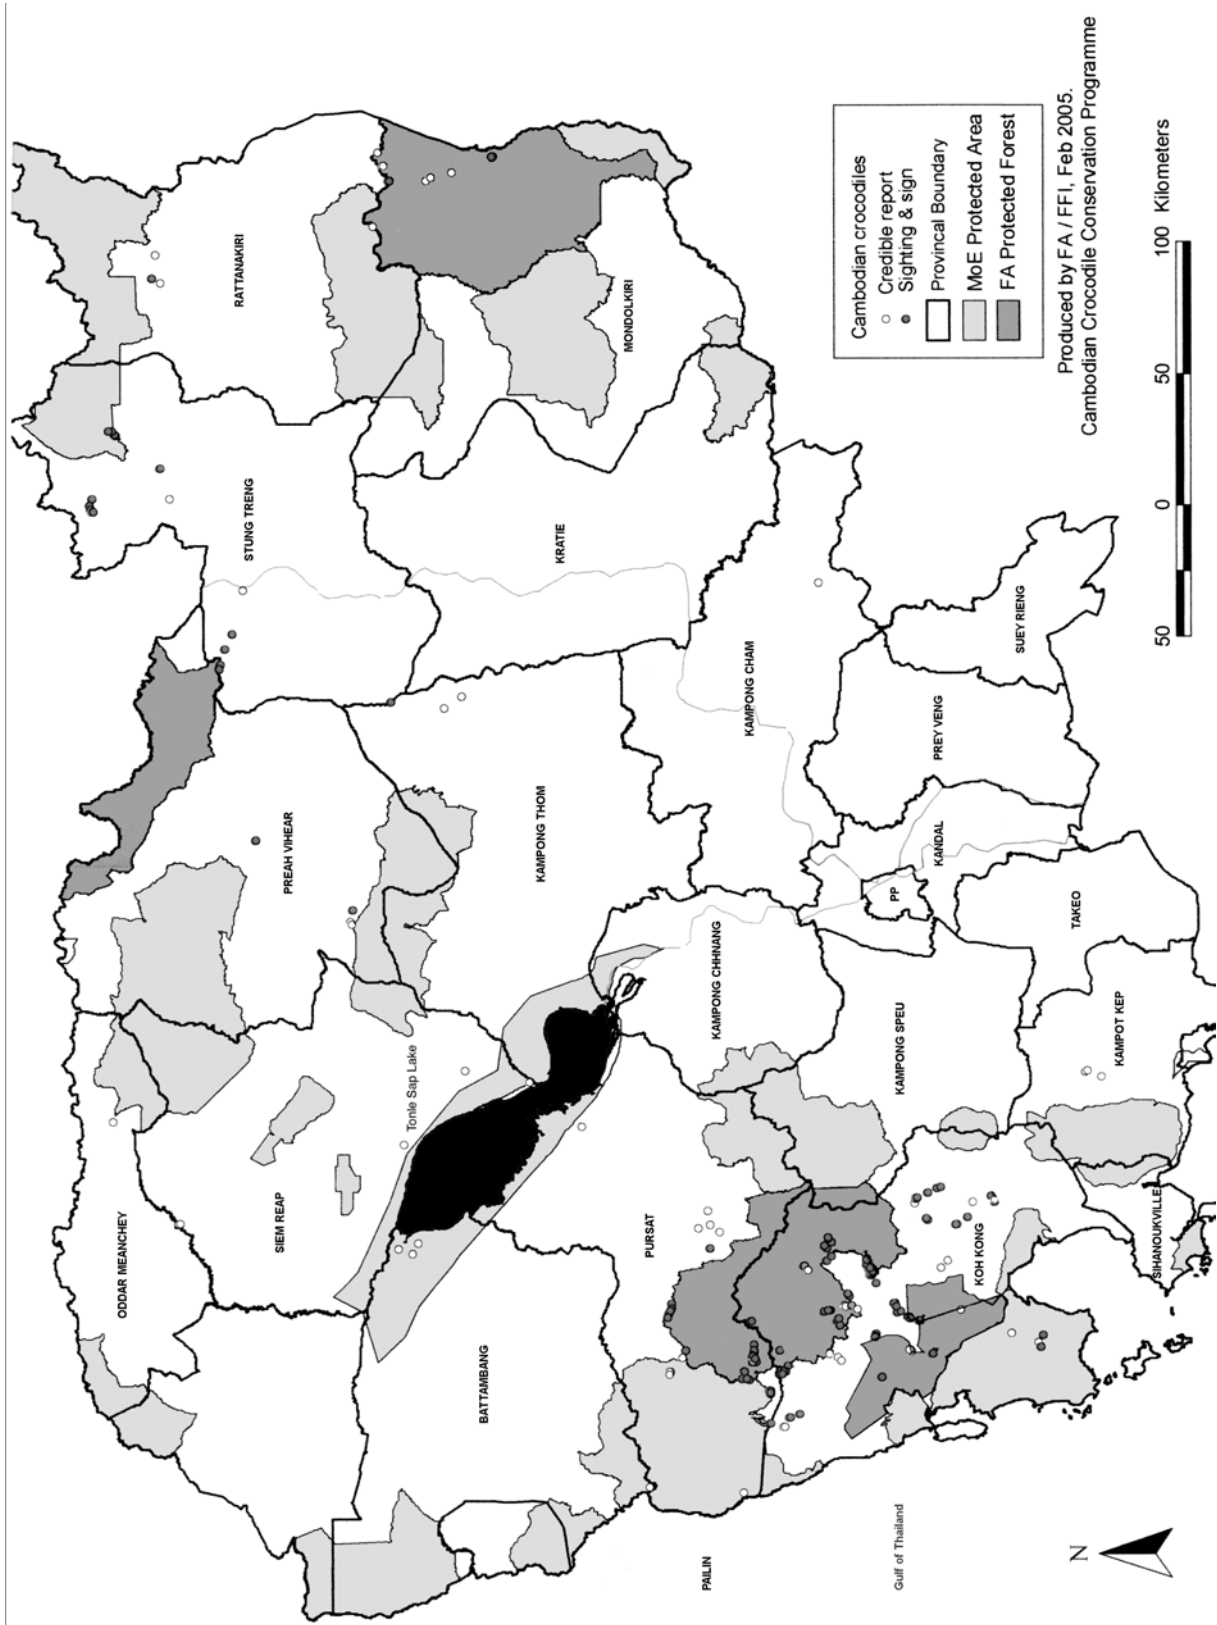 ODDAR MEANCHEY
PREAH VIHEAR
STUNG TRENG
RATTANAKIRI
SIEM REAP
Tonle Sap Lake
BATTAMBANG
KAMPONG THOM
KRATIE
MONDOLKIRI
PURSAT
PAILIN
KAMPONG CHHNANG
KAMPONG CHAM
KAMPONG SPEU
PP
KANDAL
PREY VENG
SUEY RIENG
KOH KONG
TAKEO
KAMPOT KEP
SIHANOUKVILLE
Gulf of Thailand
N
Cambodian crocodiles
Credible report
Sighting & sign
Provincial Boundary
MoE Protected Area
FA Protected Forest
Produced by FA / FFI, Feb 2005.
Cambodian Crocodile Conservation Programme
50 0 50 100 Kilometers